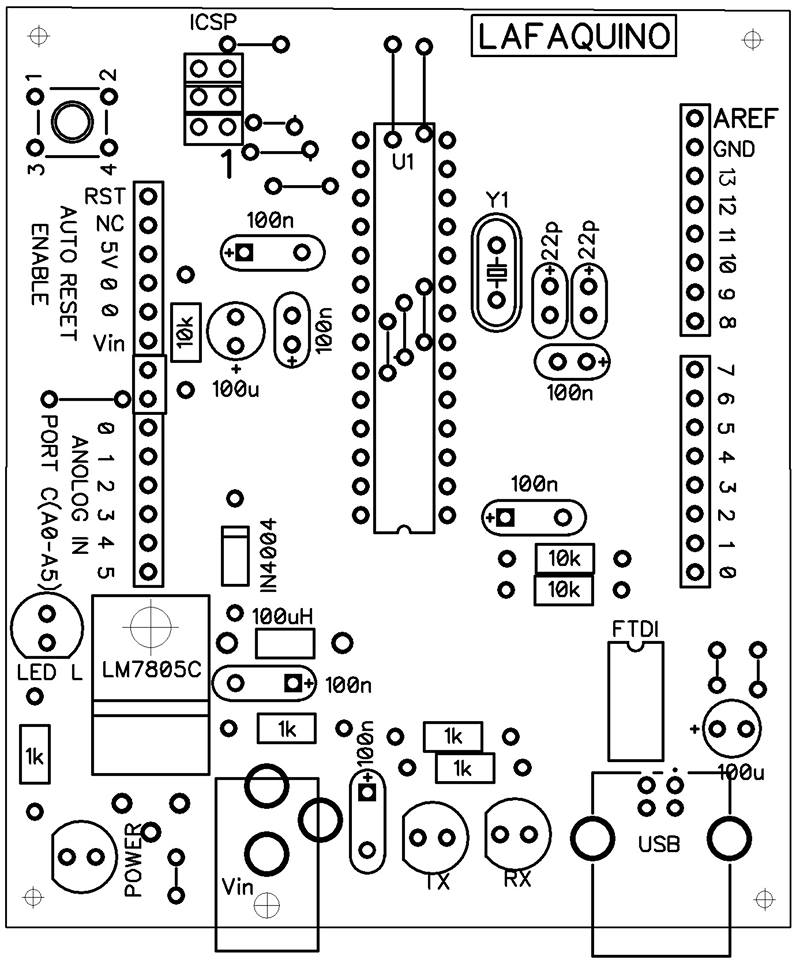 ICSP
LAFAQUINO
1
2
3
4
1
U1
AREF
GND
13
12
11
10
9
8
RST
NC
5V
0
0
Vin
AUTO RESET
ENABLE
100n
Y1
22p
22p
10k
100u
100n
100n
7
6
5
4
3
2
1
0
PORT C(A0-A5)
ANOLOG IN
0
1
2
3
4
5
100n
IN4004
10k
10k
100uH
FTDI
LED L
LM7805C
100n
1k
1k
100n
1k
1k
100u
POWER
Vin
TX
RX
USB